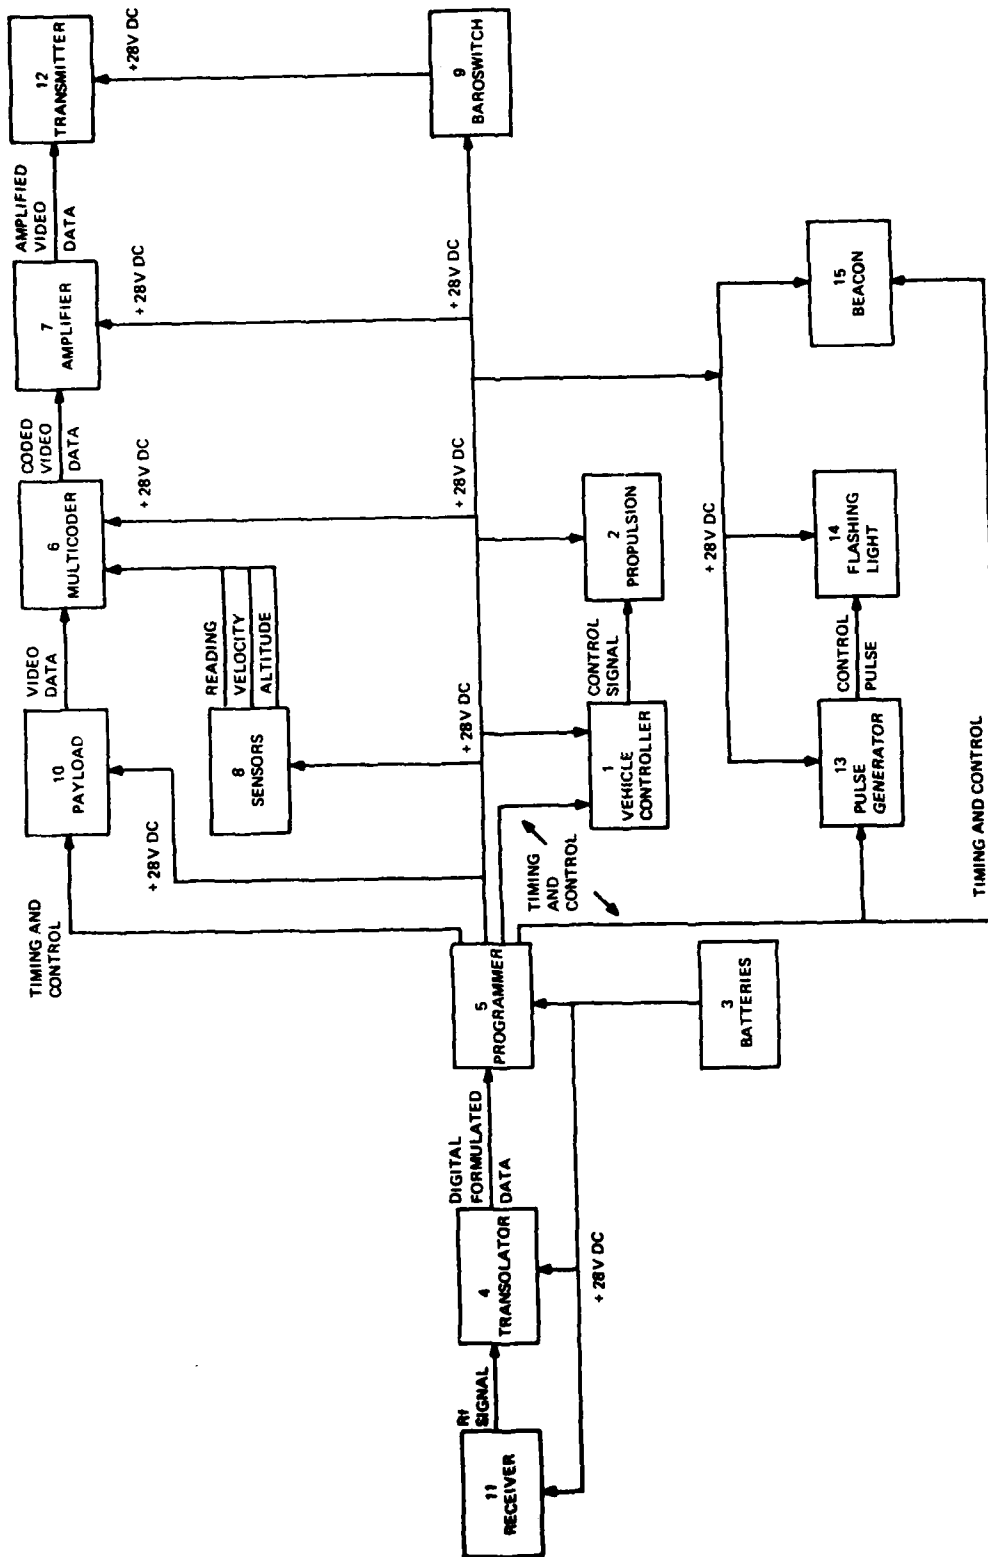 TIMING AND
CONTROL
10
PAYLOAD
VIDEO
DATA
6
MULTICODER
CODED
VIDEO
DATA
7
AMPLIFIER
AMPLIFIED
VIDEO
DATA
12
TRANSMITTER
+28V DC
+28V DC
8
SENSORS
READING
VELOCITY
ALTITUDE
+28V DC
+28V DC
+28V DC
+28V DC
+28V DC
9
BAROSWITCH
11
RECEIVER
Rf
SIGNAL
4
TRANSOLATOR
DIGITAL
FORMULATED
DATA
5
PROGRAMMER
+28V DC
3
BATTERIES
TIMING
AND
CONTROL
1
VEHICLE
CONTROLLER
CONTROL
SIGNAL
2
PROPULSION
+28V DC
13
PULSE
GENERATOR
CONTROL
PULSE
14
FLASHING
LIGHT
15
BEACON
TIMING AND CONTROL